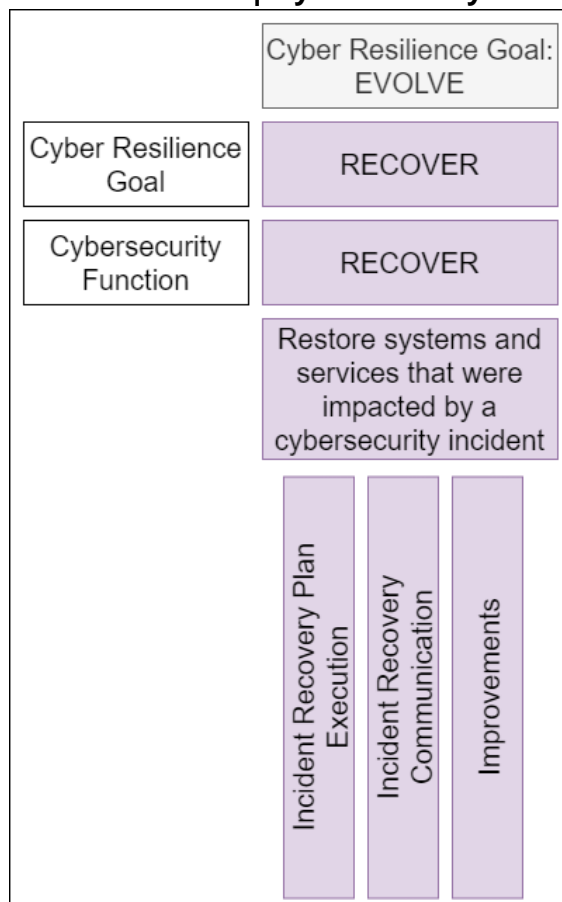 Cyber Resilience Goal:
EVOLVE
Cyber Resilience
Goal
RECOVER
Cybersecurity
Function
RECOVER
Restore systems and
services that were
impacted by a
cybersecurity incident
Incident Recovery Plan
Execution
Incident Recovery
Communication
Improvements